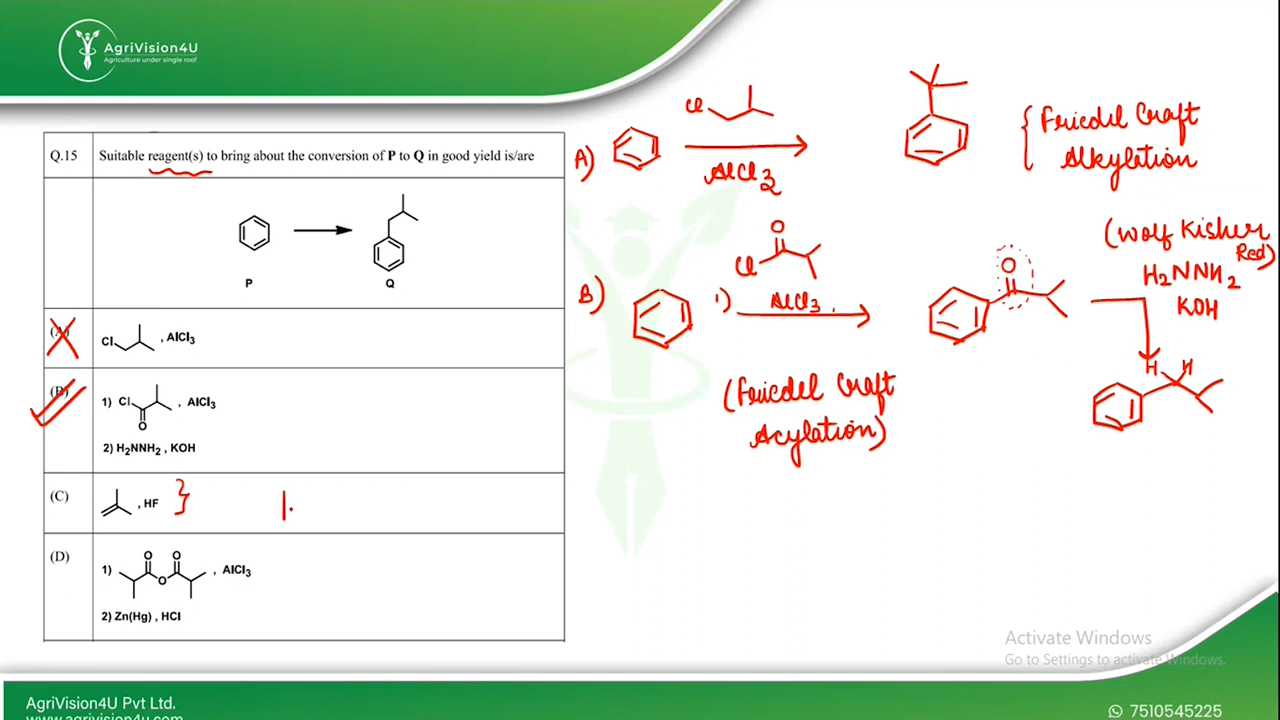 AgriVision4U
Agriculture under single roof
Q.15 Suitable reagent(s) to bring about the conversion of P to Q in good yield is/are
P
Q
(A) Cl , AlCl3
(B) 1) Cl O , AlCl3
2) H2NNH2 , KOH
(C) , HF }
(D) 1) O O O , AlCl3
2) Zn(Hg) , HCl
A) Cl
AlCl3
{ Friedel Craft
Alkylation
B) O
Cl
1) AlCl3
(Friedel Craft
Acylation)
O
(Wolf Kisher
Red)
H2NNH2
KOH
H H
Activate Windows
Go to Settings to activate Windows.
AgriVision4U Pvt Ltd.
www.agrivision4u.com
7510545225